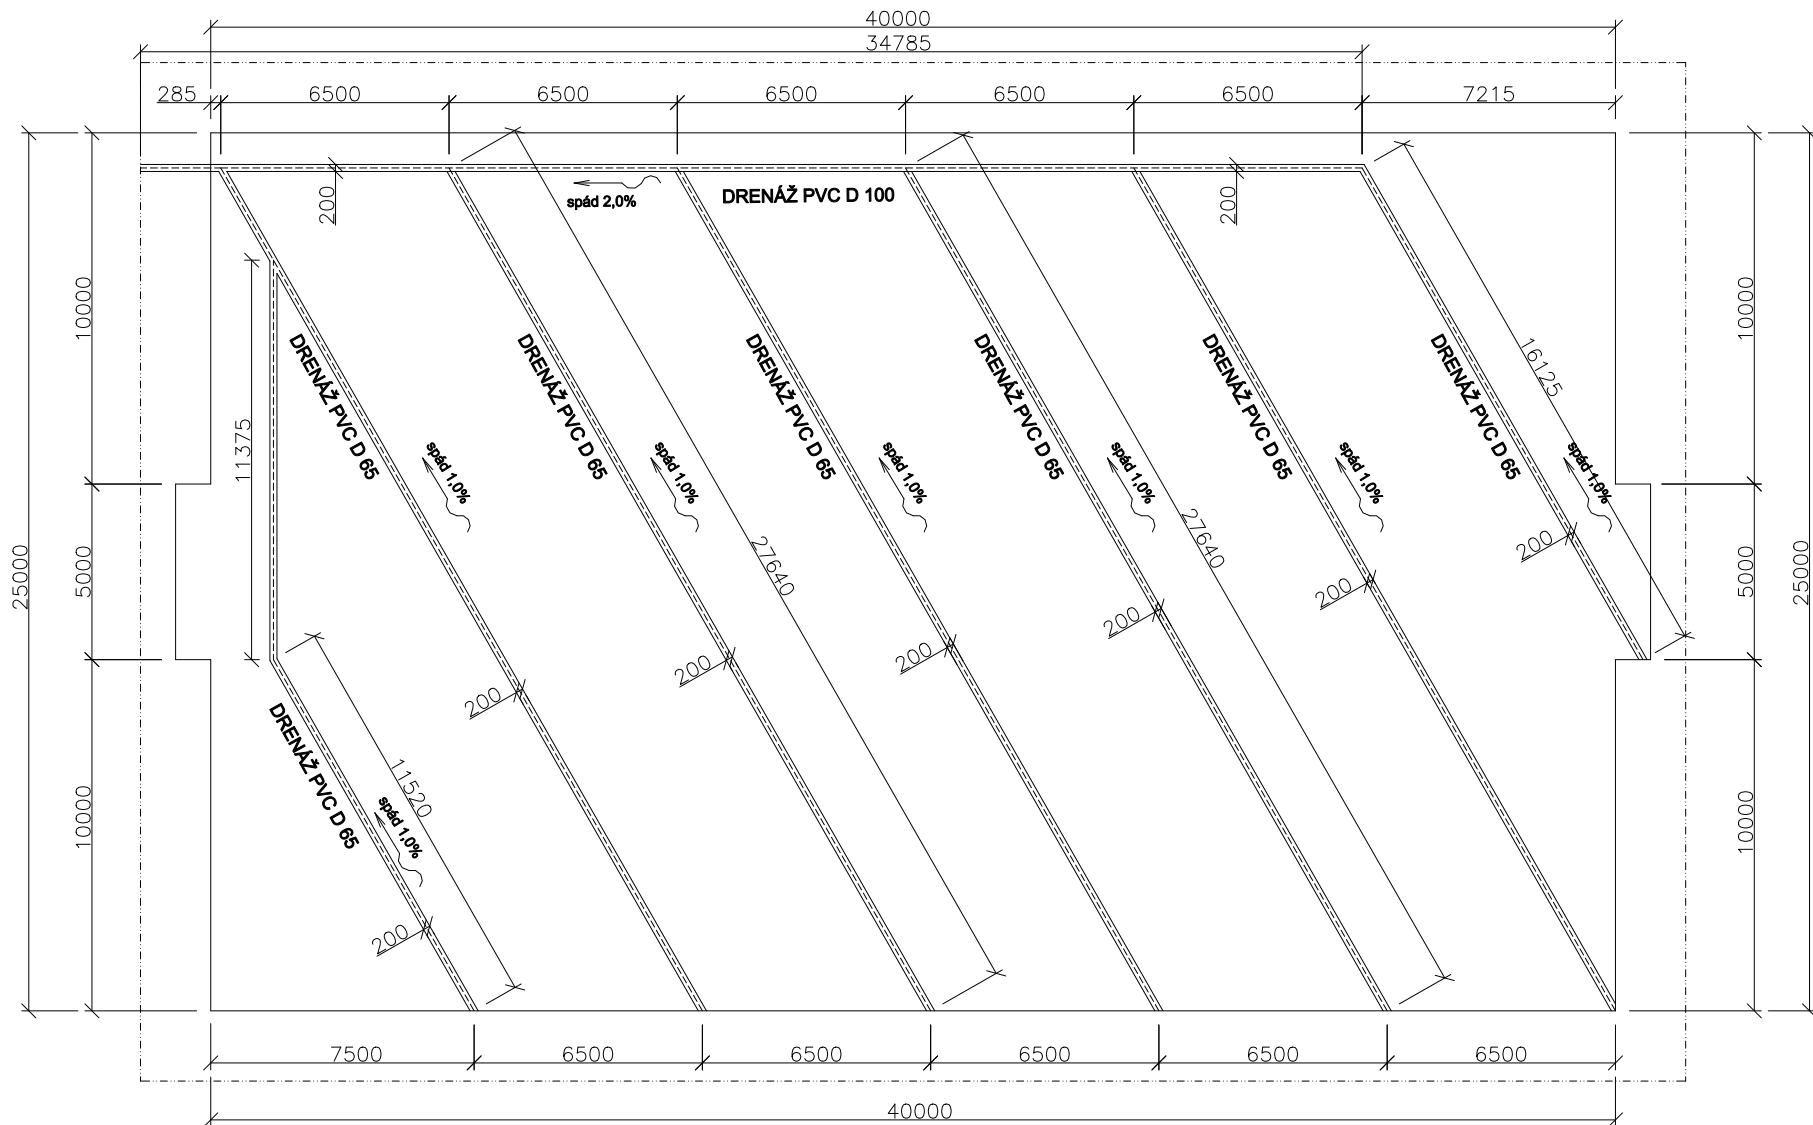 40000
34785
285
6500
6500
6500
6500
6500
7215
200
spád 2,0%
DRENÁŽ PVC D 100
200
25000
10000
5000
10000
11375
DRENÁŽ PVC D 65
DRENÁŽ PVC D 65
DRENÁŽ PVC D 65
DRENÁŽ PVC D 65
DRENÁŽ PVC D 65
DRENÁŽ PVC D 65
16125
10000
5000
10000
25000
spád 1,0%
spád 1,0%
spád 1,0%
spád 1,0%
spád 1,0%
spád 1,0%
27640
27640
200
200
200
200
200
200
DRENÁŽ PVC D 65
11520
spád 1,0%
200
7500
6500
6500
6500
6500
6500
40000